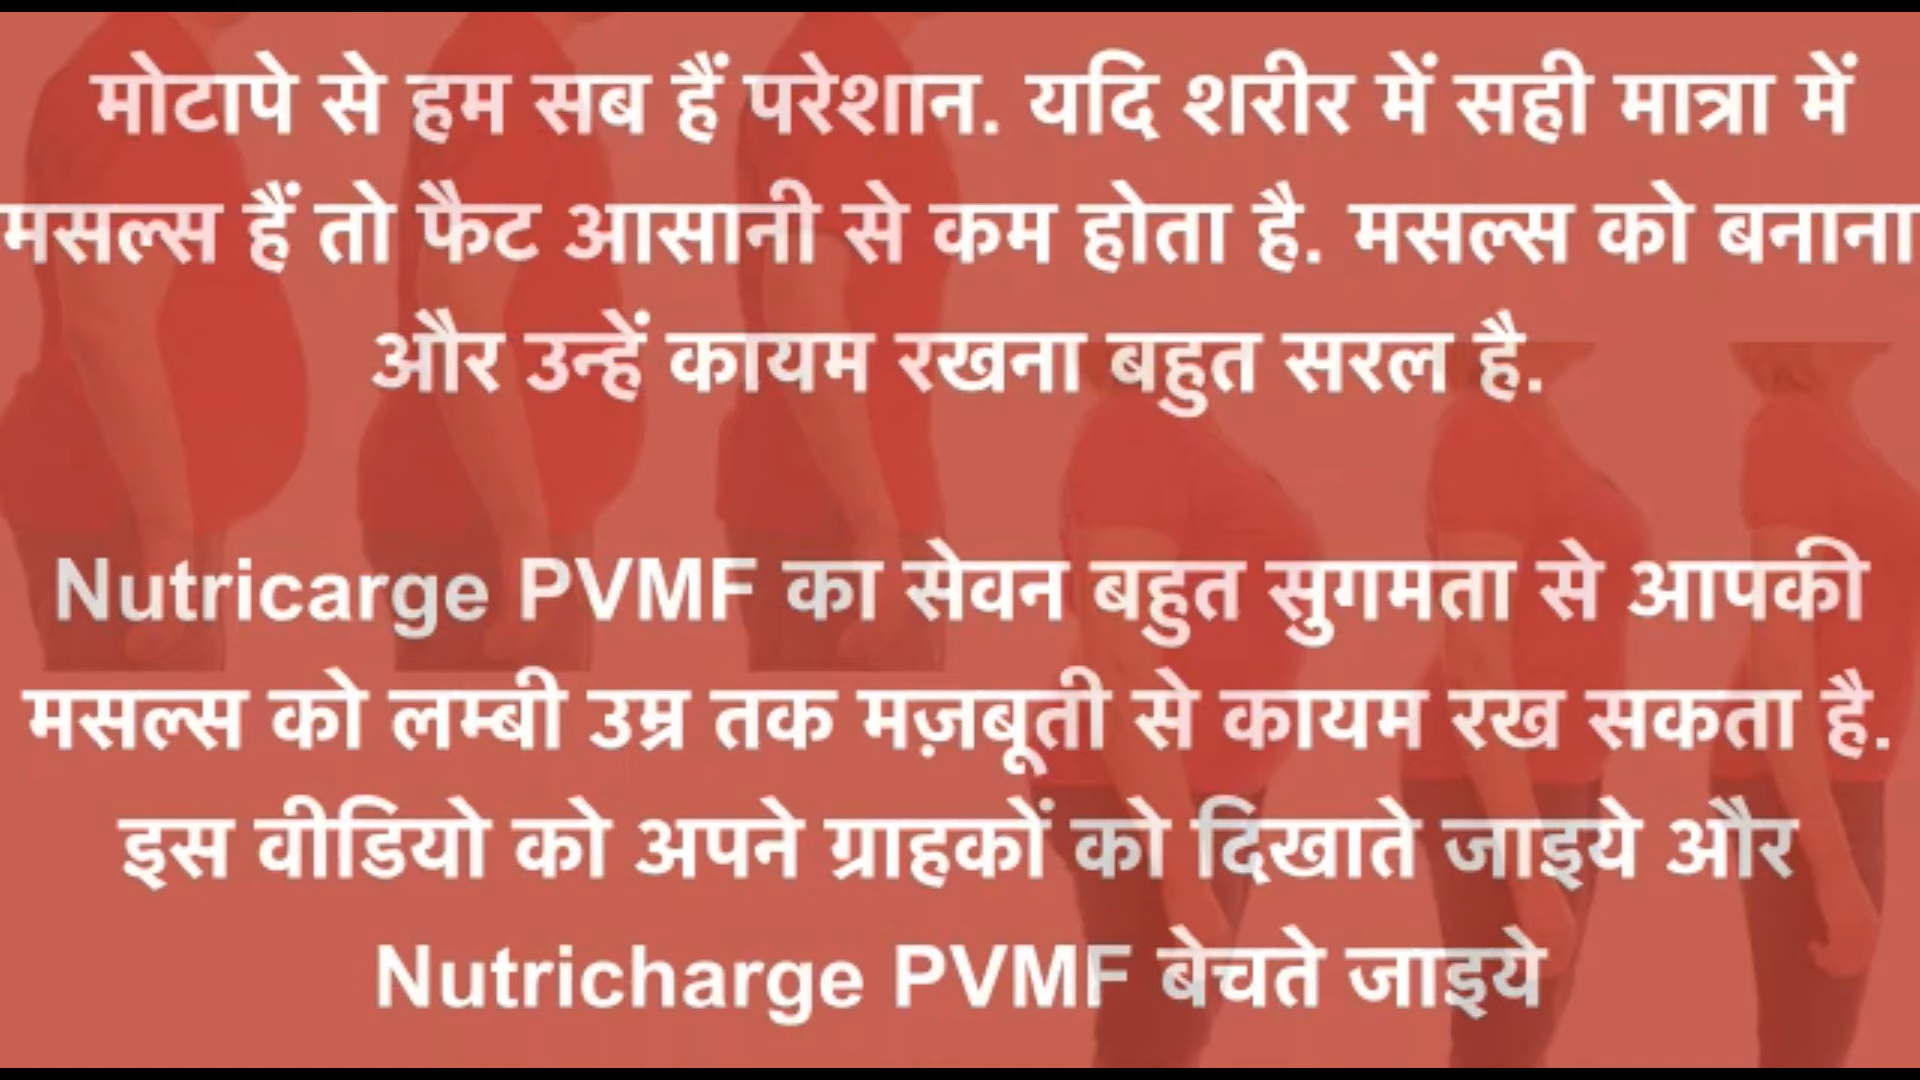 मोटापे से हम सब हैं परेशान. यदि शरीर में सही मात्रा में
मसल्स हैं तो फैट आसानी से कम होता है. मसल्स को बनाना
और उन्हें कायम रखना बहुत सरल है.
Nutricarge PVMF का सेवन बहुत सुगमता से आपकी
मसल्स को लम्बी उम्र तक मज़बूती से कायम रख सकता है.
इस वीडियो को अपने ग्राहकों को दिखाते जाइये और
Nutricharge PVMF बेचते जाइये